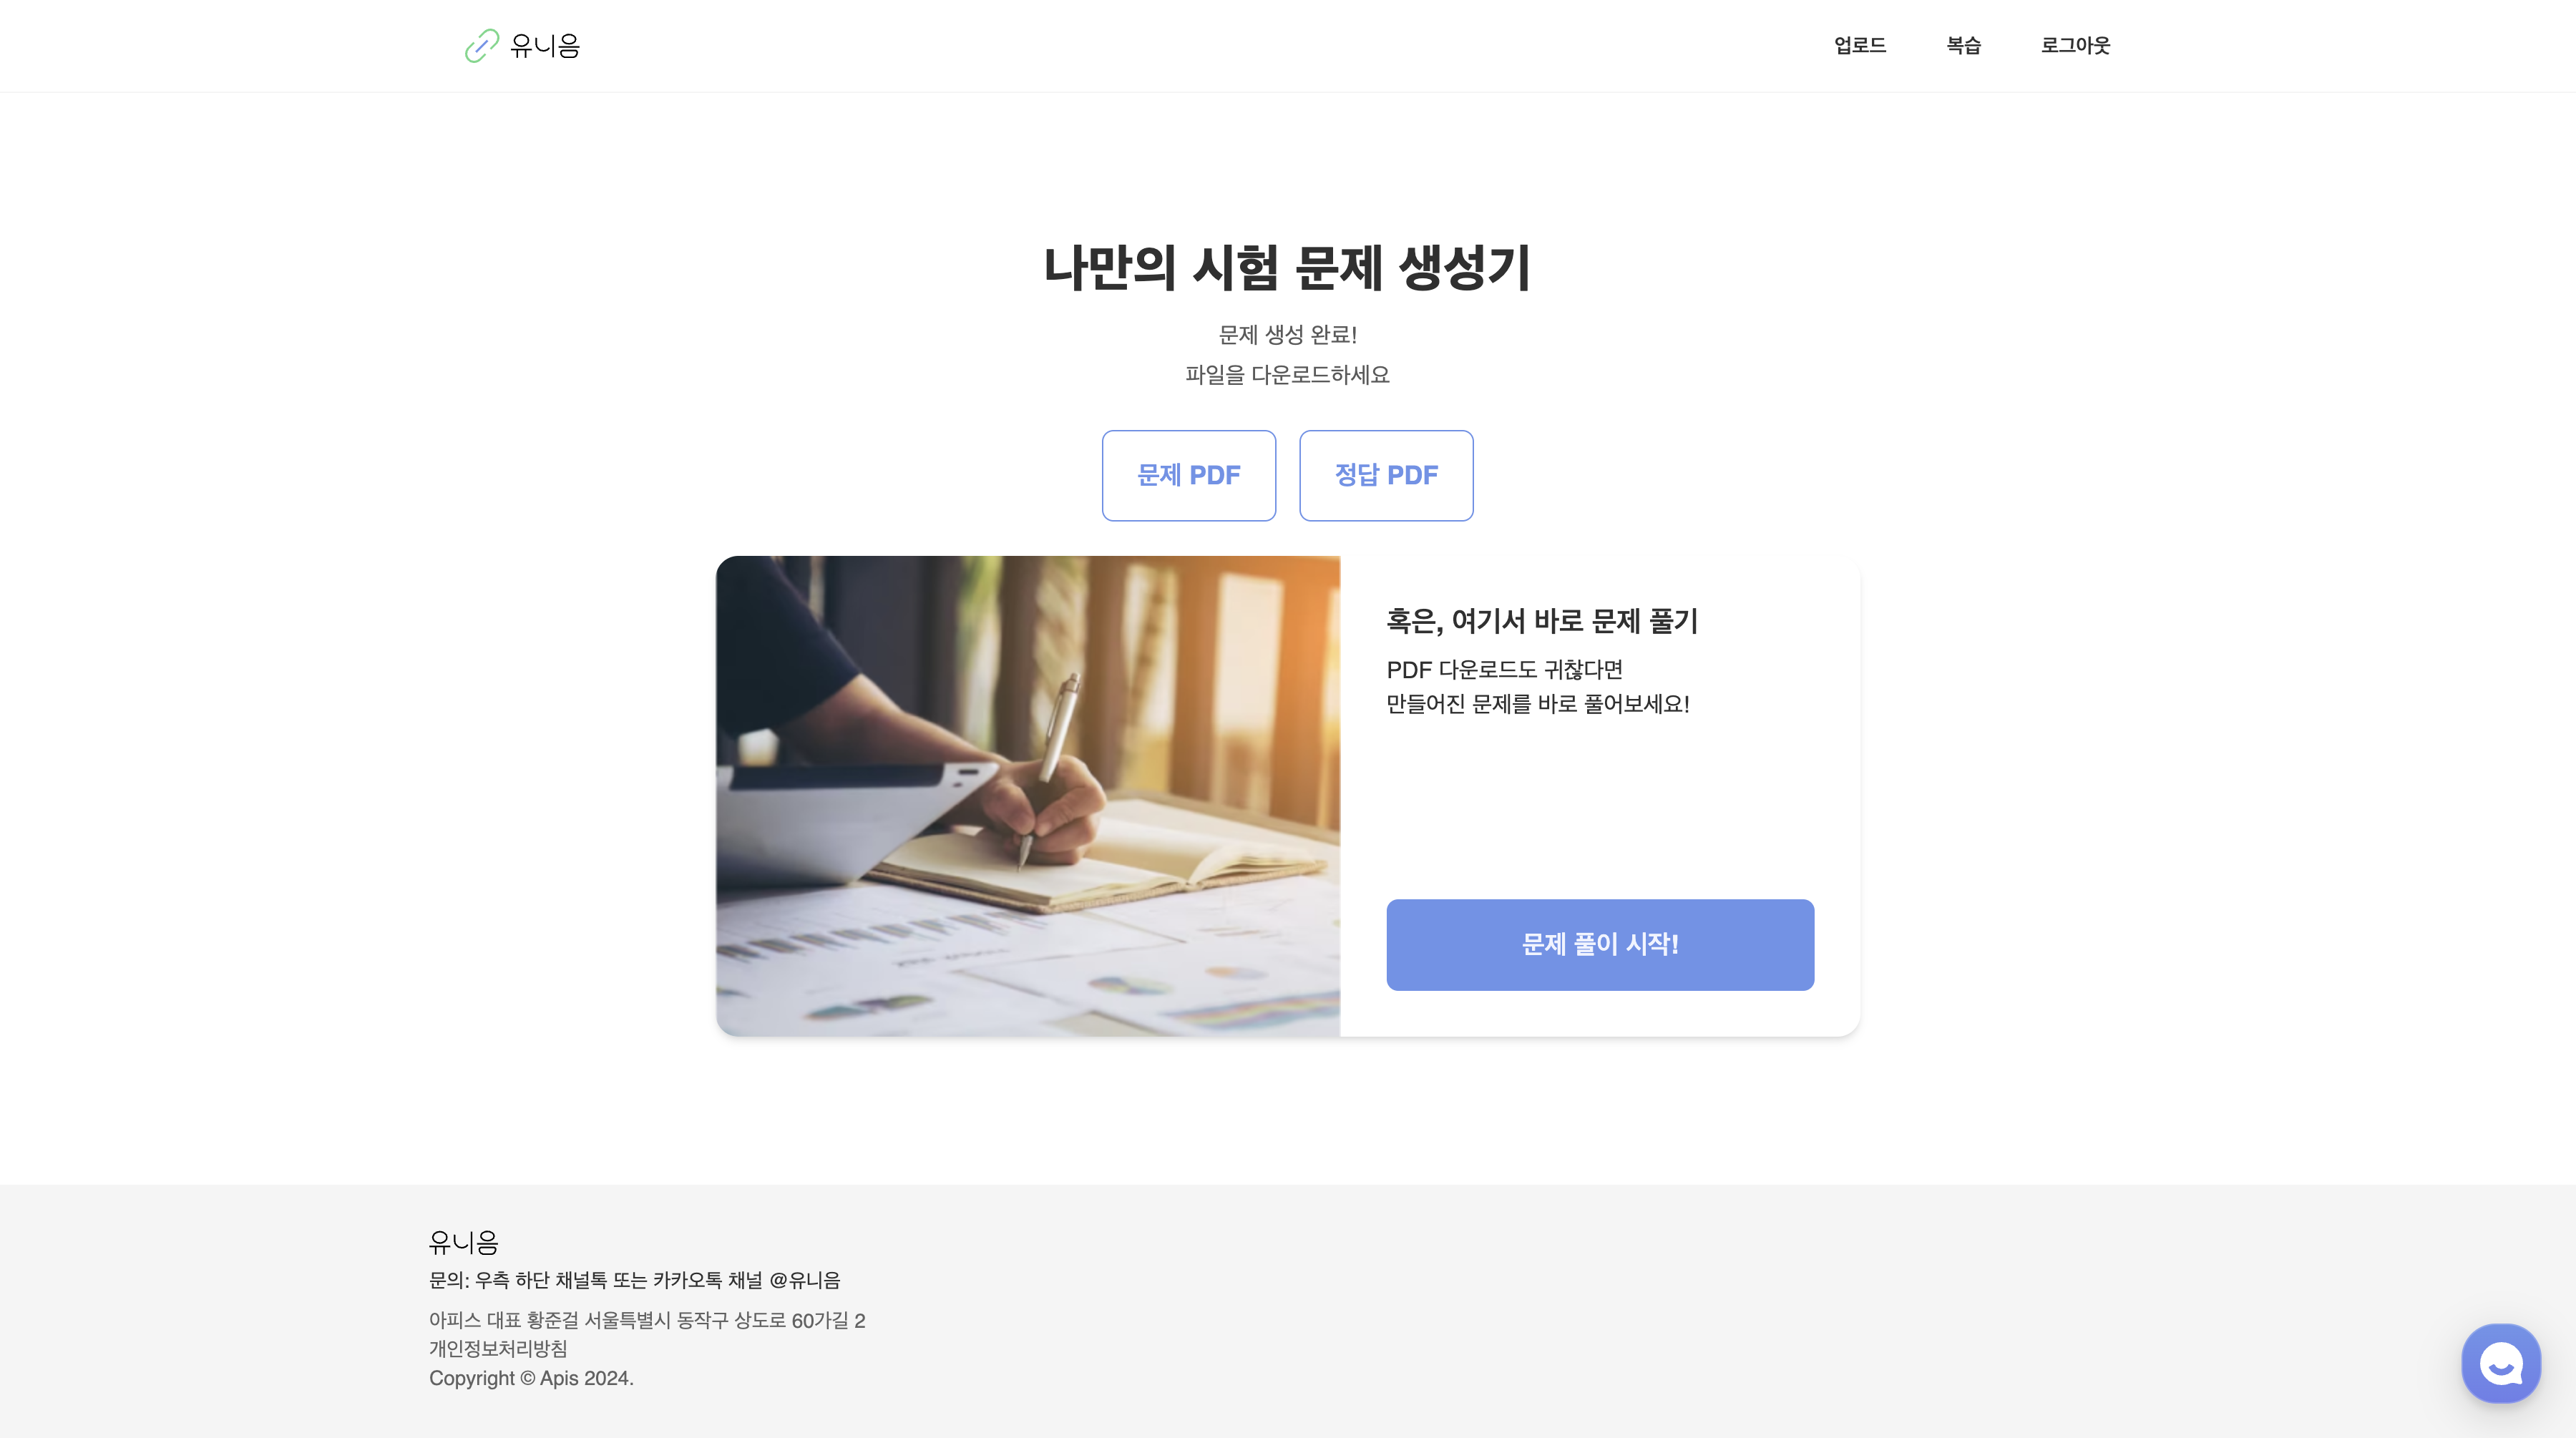 유니음
업로드
복습
로그아웃
나만의 시험 문제 생성기
문제 생성 완료!
파일을 다운로드하세요
문제 PDF
정답 PDF
혹은, 여기서 바로 문제 풀기
PDF 다운로드도 귀찮다면
만들어진 문제를 바로 풀어보세요!
문제 풀이 시작!
유니음
문의: 우측 하단 채널톡 또는 카카오톡 채널 @유니음
아피스 대표 황준걸 서울특별시 동작구 상도로 60가길 2
개인정보처리방침
Copyright © Apis 2024.